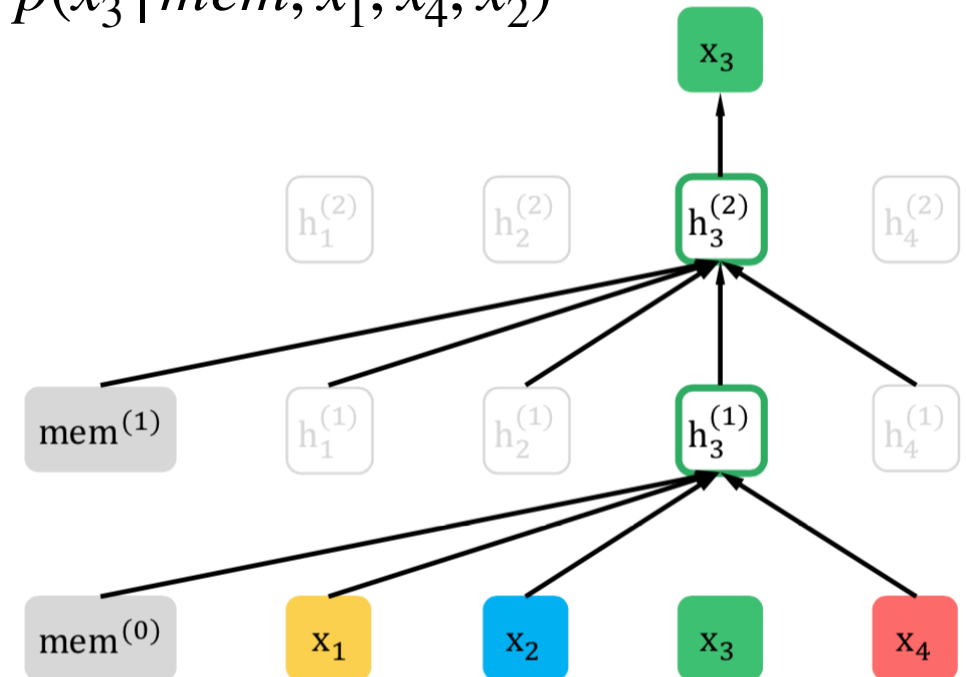 p(x₃ | mem, x₁, x₄, x₂)
x₃
h₁⁽²⁾ h₂⁽²⁾ h₃⁽²⁾ h₄⁽²⁾
mem⁽¹⁾ h₁⁽¹⁾ h₂⁽¹⁾ h₃⁽¹⁾ h₄⁽¹⁾
mem⁽⁰⁾ x₁ x₂ x₃ x₄